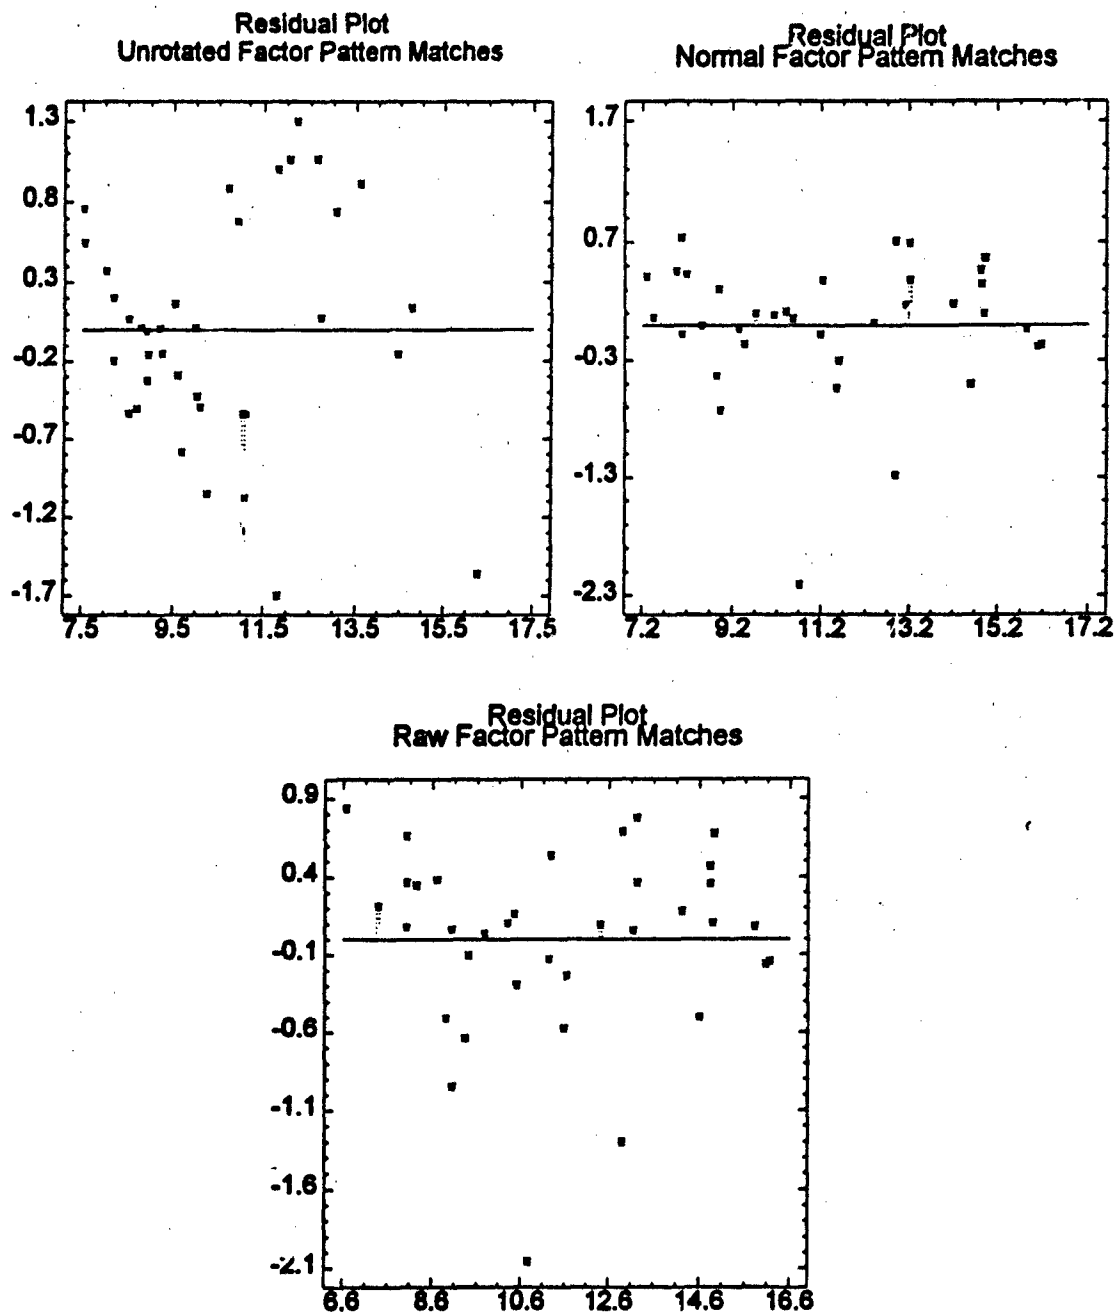 Residual Plot
Unrotated Factor Pattern Matches
1.3
0.8
0.3
-0.2
-0.7
-1.2
-1.7
7.5 9.5 11.5 13.5 15.5 17.5
Residual Plot
Normal Factor Pattern Matches
1.7
0.7
-0.3
-1.3
-2.3
7.2 9.2 11.2 13.2 15.2 17.2
Residual Plot
Raw Factor Pattern Matches
0.9
0.4
-0.1
-0.6
-1.1
-1.6
-2.1
6.6 8.6 10.6 12.6 14.6 16.6